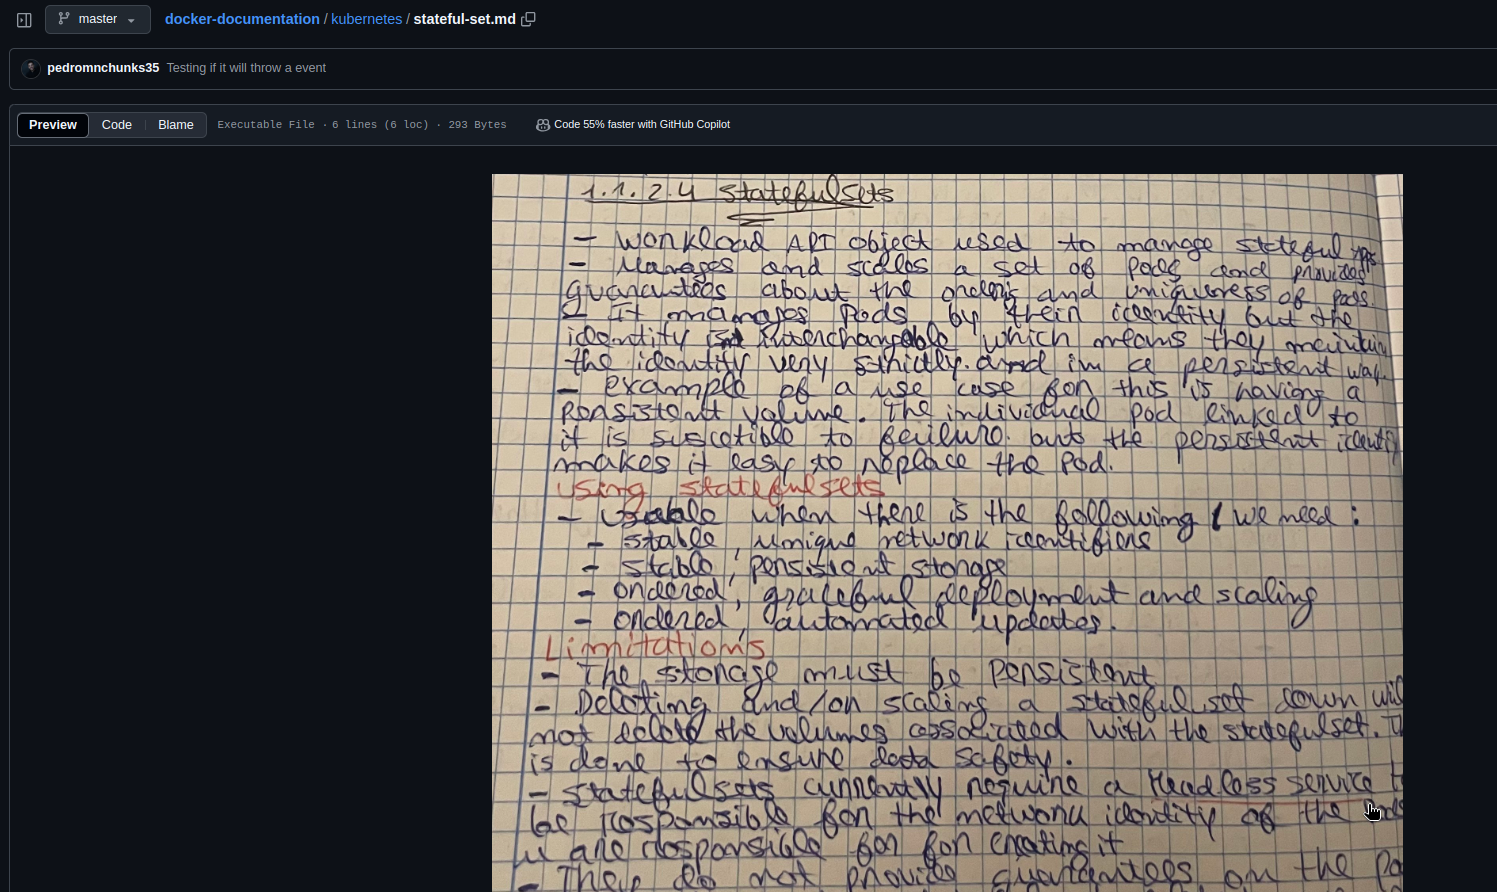 master
docker-documentation / kubernetes / stateful-set.md
pedromnchunks35 Testing if it will throw a event
Preview Code Blame Executable File · 6 lines (6 loc) · 293 Bytes Code 55% faster with GitHub Copilot
1.1.2.4 statefulsets
- workload API object used to manage stateful apps
- Manages and scales a set of pods and provides
guarantees about the orders and uniqueness of pods.
- It manages Pods by their identity but the
identity interchangable which means they maintain
the identity very strictly and in a persistent way.
- example of a use case for this is having a
persistent volume. The individual pod linked to
it is suscetible to failure but the persistent identity
makes it easy to replace the Pod.
Using statefulsets
- Usable when there is the following / we need :
- stable, unique network identifiers
- stable, persistent storage
- ordered, graceful deployment and scaling
- ordered, automated updates.
Limitations
- The storage must be persistent
- Deleting and/or scaling a stateful set down will
not delete the volumes associated with the statefulset. T
is done to ensure data safety.
- statefulsets currently require a Headless service t
be responsible for the network identity of the
u are responsible for for creating it
- They do not provide guarantees on the Po